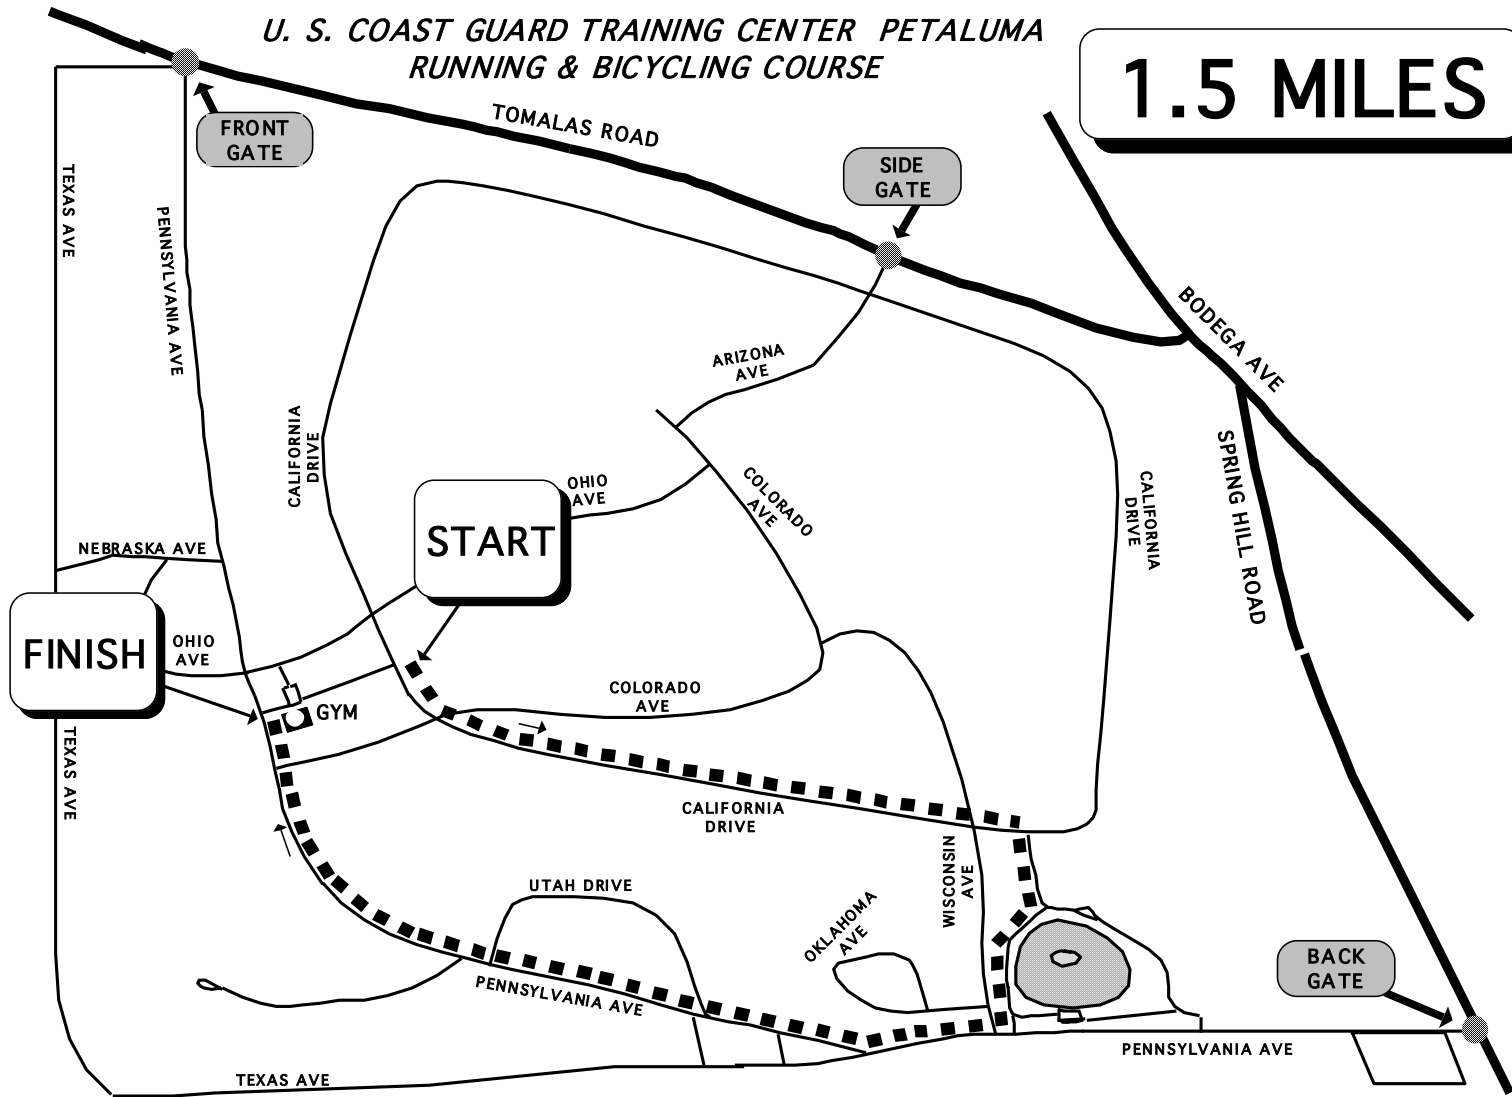 U. S. COAST GUARD TRAINING CENTER PETALUMA
RUNNING & BICYCLING COURSE
1.5 MILES
FRONT
GATE
TOMALAS ROAD
SIDE
GATE
TEXAS AVE
PENNSYLVANIA AVE
BODEGA AVE
ARIZONA
AVE
CALIFORNIA
DRIVE
OHIO
AVE
COLORADO
AVE
CALIFORNIA
DRIVE
SPRING HILL ROAD
START
NEBRASKA AVE
FINISH
OHIO
AVE
COLORADO
AVE
GYM
TEXAS AVE
CALIFORNIA
DRIVE
WISCONSIN
AVE
UTAH DRIVE
OKLAHOMA
AVE
BACK
GATE
PENNSYLVANIA AVE
PENNSYLVANIA AVE
TEXAS AVE